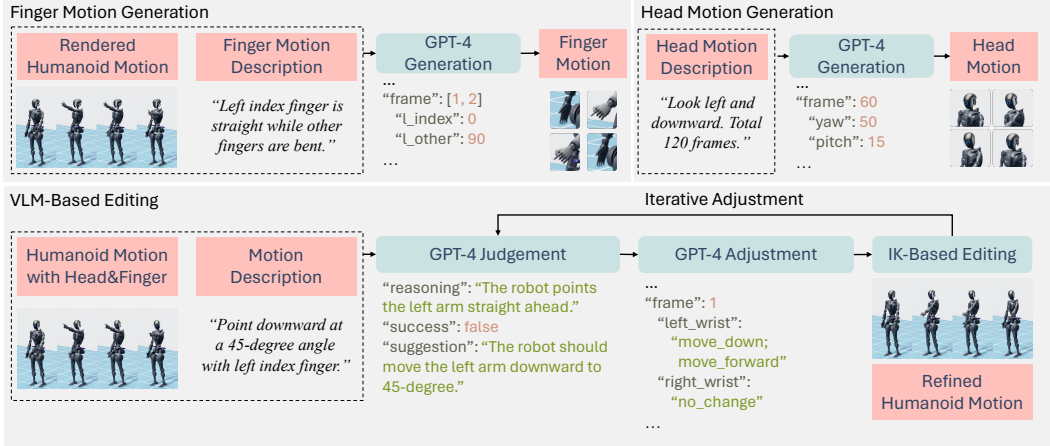 Finger Motion Generation
Rendered
Humanoid Motion
Finger Motion
Description
GPT-4
Generation
Finger
Motion
“Left index finger is
straight while other
fingers are bent.”
...
“frame”: [1, 2]
“l_index”: 0
“l_other”: 90
...
Head Motion Generation
Head Motion
Description
GPT-4
Generation
Head
Motion
“Look left and
downward. Total
120 frames.”
...
“frame”: 60
“yaw”: 50
“pitch”: 15
...
VLM-Based Editing
Iterative Adjustment
Humanoid Motion
with Head&Finger
Motion
Description
GPT-4 Judgement
GPT-4 Adjustment
IK-Based Editing
“Point downward at
a 45-degree angle
with left index finger.”
“reasoning”: “The robot points
the left arm straight ahead.”
“success”: false
“suggestion”: “The robot should
move the left arm downward to
45-degree.”
...
“frame”: 1
“left_wrist”:
“move_down;
move_forward”
“right_wrist”:
“no_change”
...
Refined
Humanoid Motion